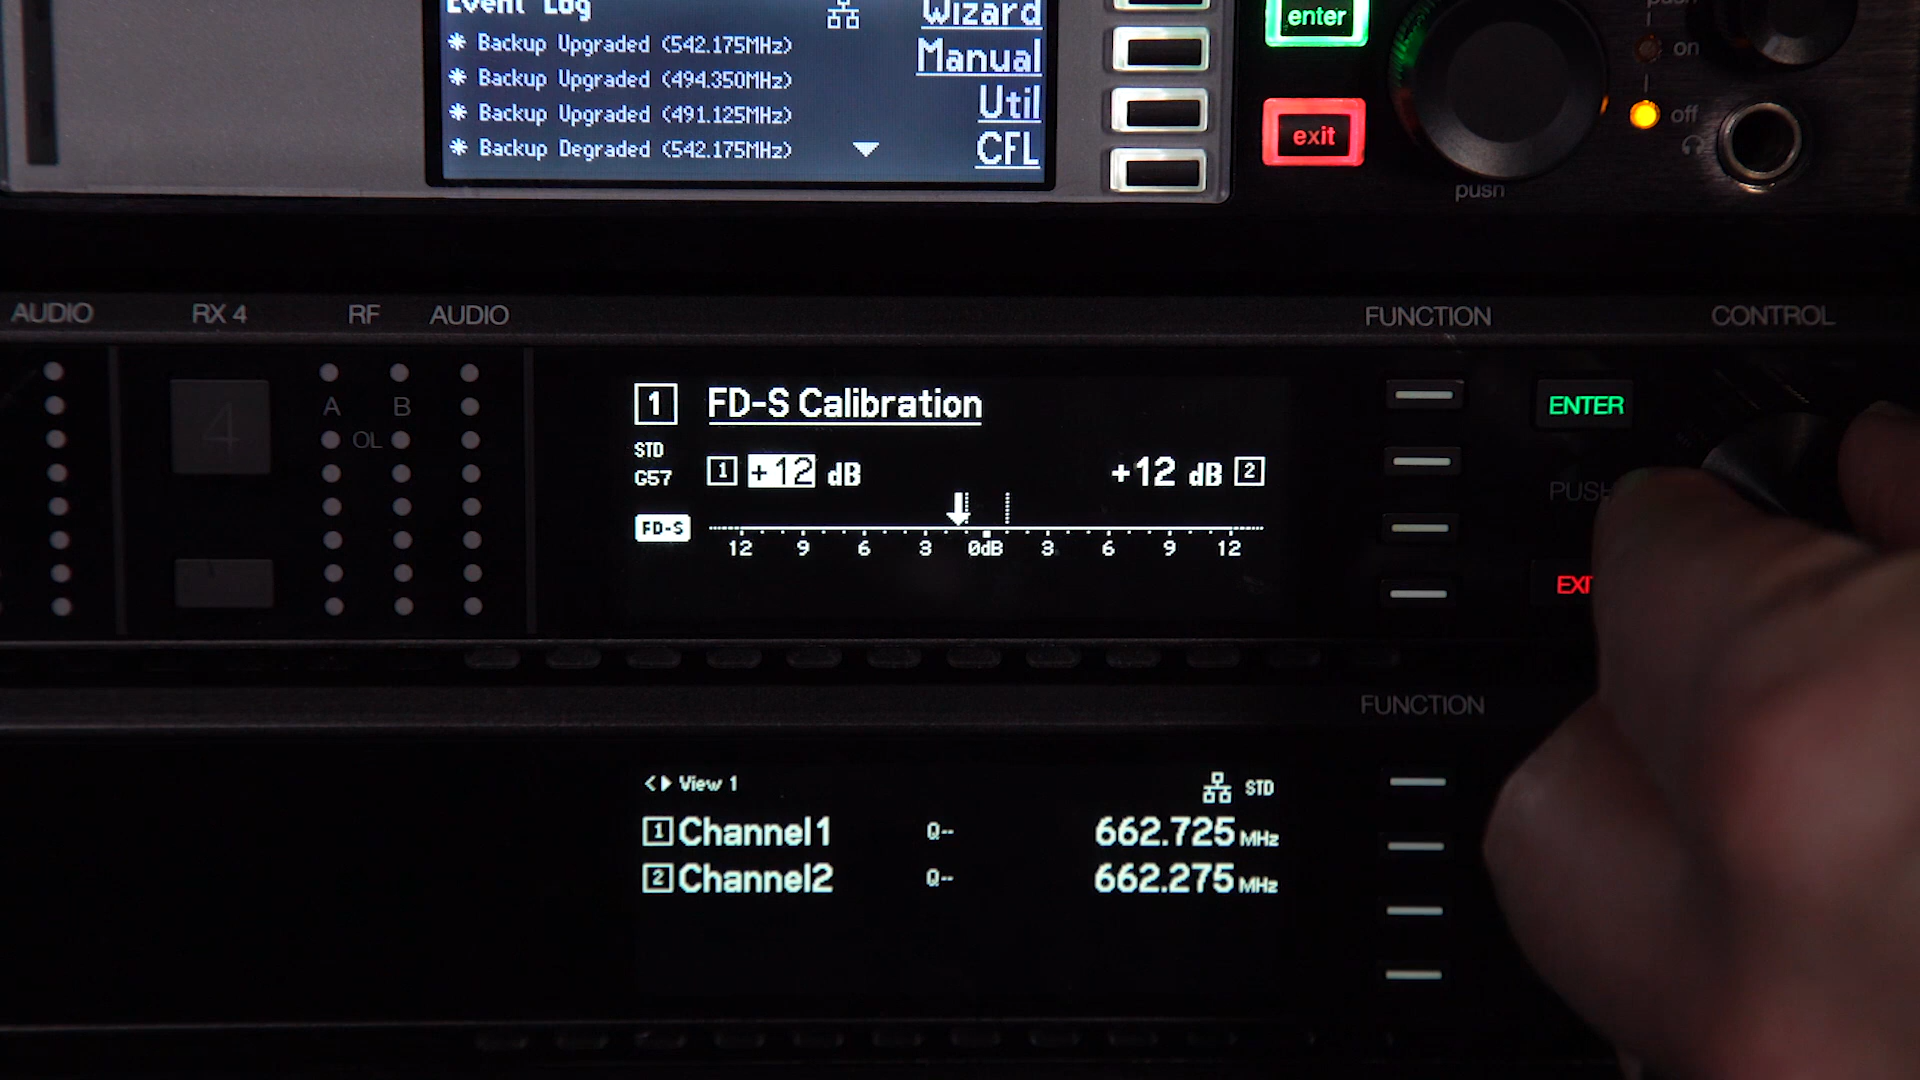 Event Log
Wizard
* Backup Upgraded (542.175MHz)
Manual
* Backup Upgraded (494.350MHz)
Util
* Backup Upgraded (491.125MHz)
CFL
* Backup Degraded (542.175MHz)
enter
exit
push
push
on
off
AUDIO RX 4 RF AUDIO FUNCTION CONTROL
A B
OL
4
1 FD-S Calibration
STD
G57
1 +12 dB +12 dB 2
FD-S
12 9 6 3 0dB 3 6 9 12
ENTER
PUSH
EXIT
FUNCTION
View 1 STD
1 Channel1 Q-- 662.725 MHz
2 Channel2 Q-- 662.275 MHz